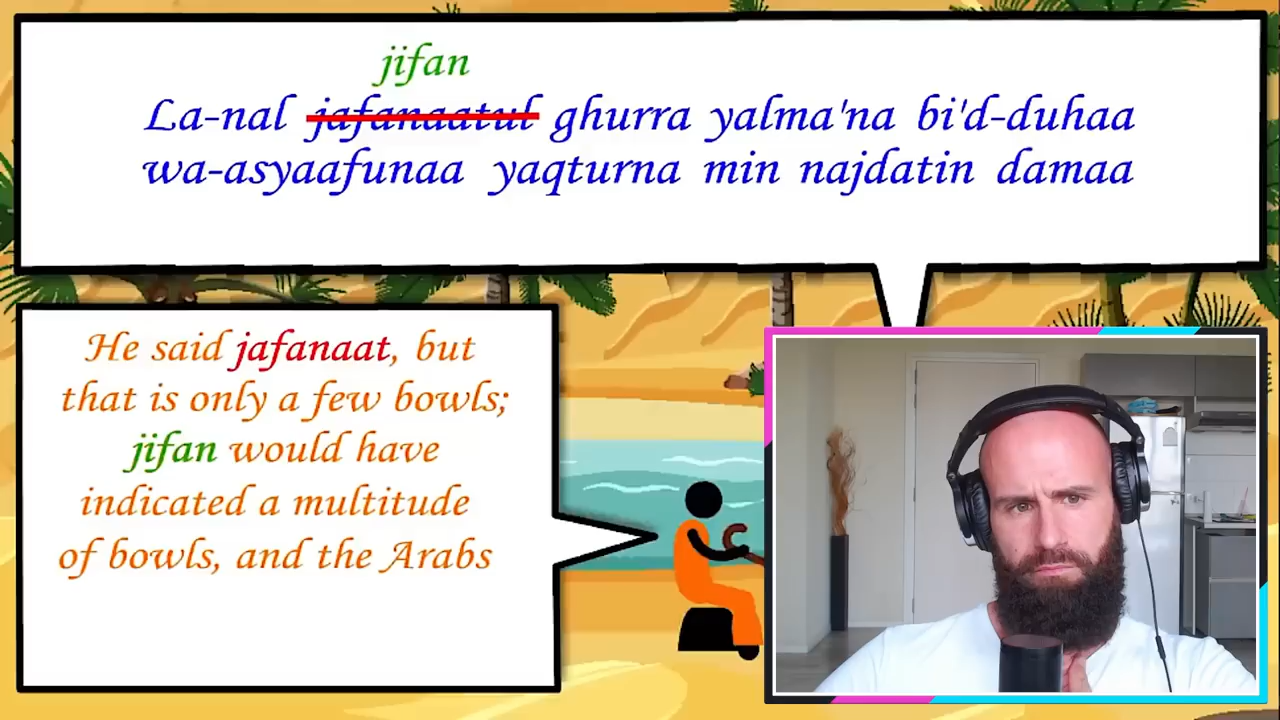 jifan
La-nal jafanaatul ghurra yalma'na bi'd-duhaa
wa-asyaafunaa yaqturna min najdatin damaa
He said jafanaat, but
that is only a few bowls;
jifan would have
indicated a multitude
of bowls, and the Arabs